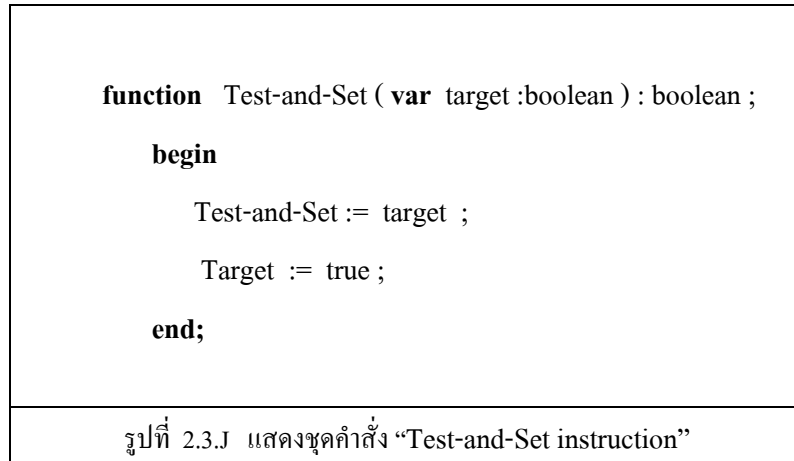 function Test-and-Set ( var target :boolean ) : boolean ;
begin
Test-and-Set := target ;
Target := true ;
end;
รูปที่ 2.3.J แสดงชุดคำสั่ง “Test-and-Set instruction”